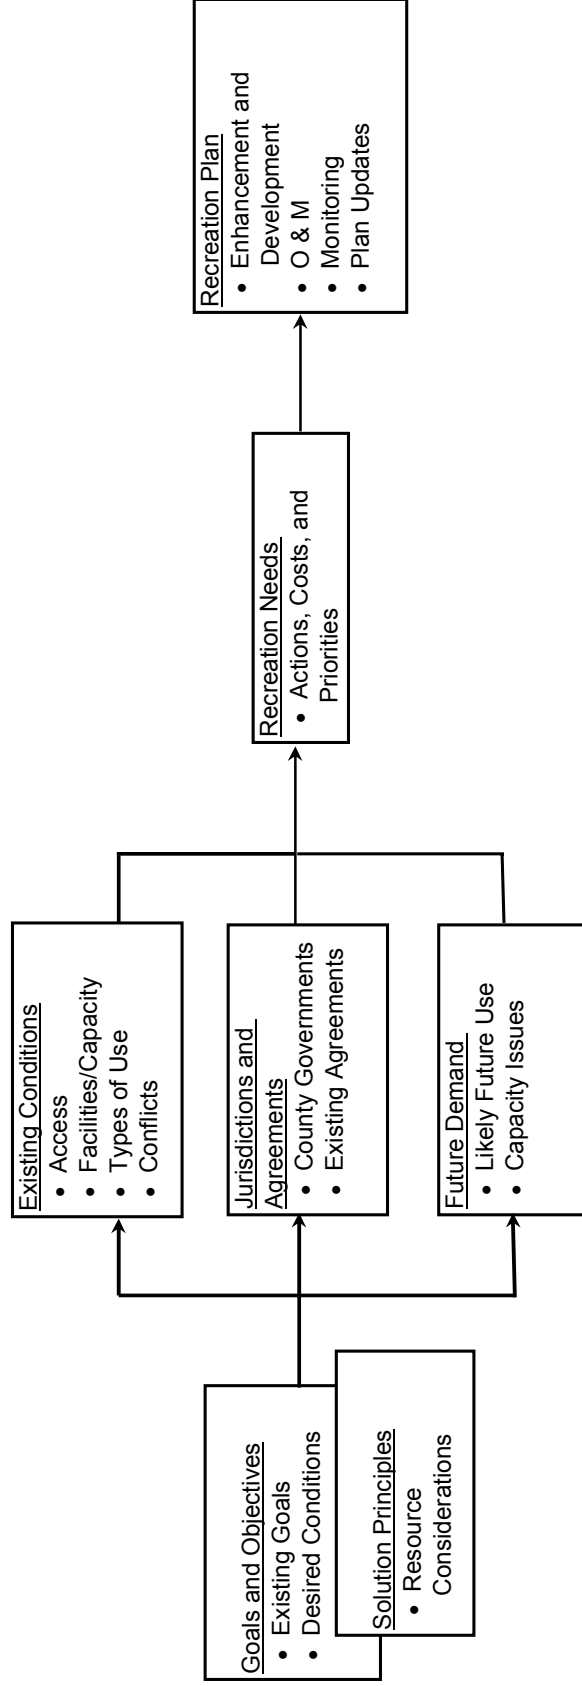 Goals and Objectives
• Existing Goals
• Desired Conditions
Solution Principles
• Resource
Considerations
Existing Conditions
• Access
• Facilities/Capacity
• Types of Use
• Conflicts
Jurisdictions and
Agreements
• County Governments
• Existing Agreements
Future Demand
• Likely Future Use
• Capacity Issues
Recreation Needs
• Actions, Costs, and
Priorities
Recreation Plan
• Enhancement and
Development
• O & M
• Monitoring
• Plan Updates